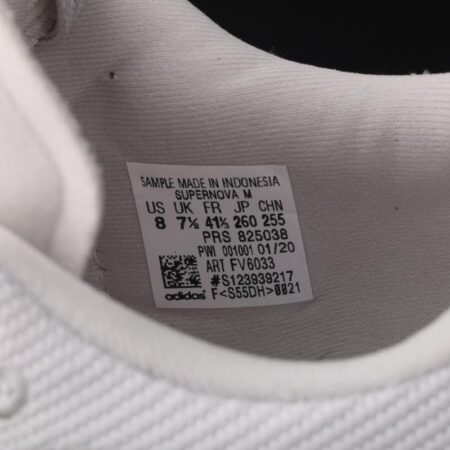 SAMPLE MADE IN INDONESIA
SUPERNOVA M
US UK FR JP CHN
8 7½ 41⅓ 260 255
PRS 825038
PWI 001001 01/20
ART FV6033
#S123939217
adidas F<S55DH>0821